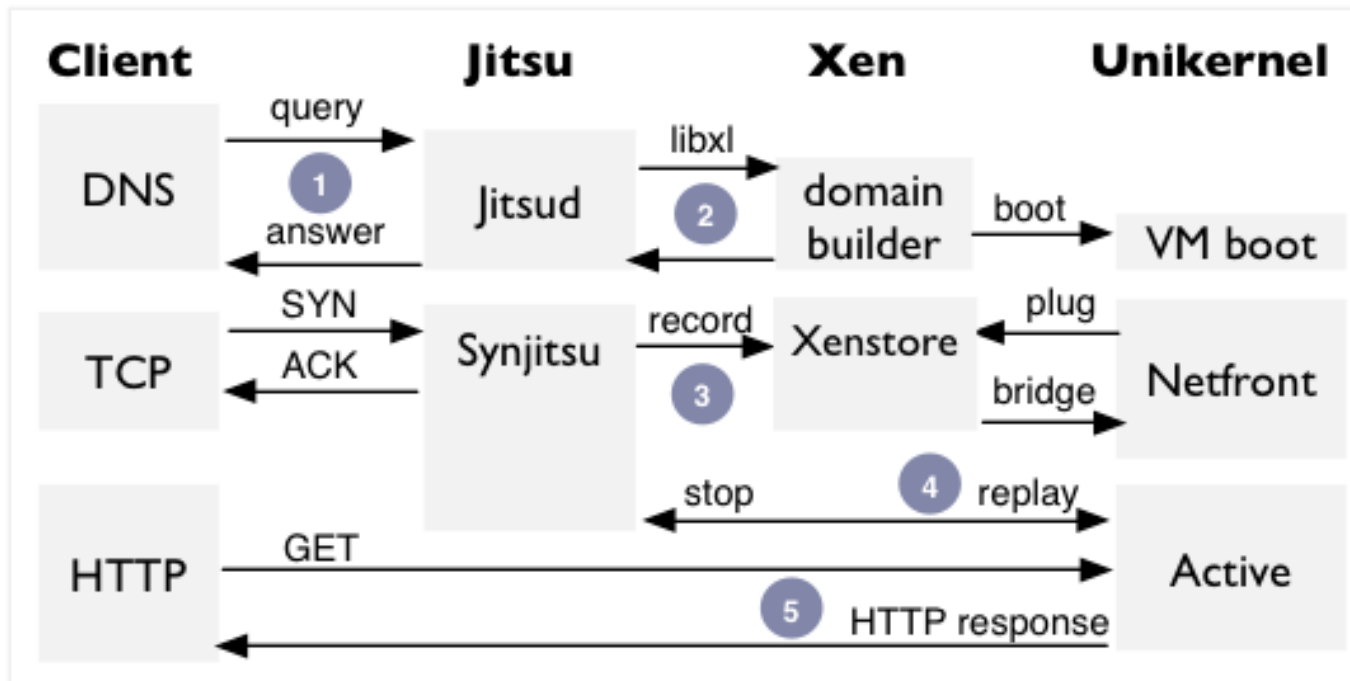 Client
Jitsu
Xen
Unikernel
query
DNS
1
answer
Jitsud
libxl
2
domain
builder
boot
VM boot
SYN
TCP
ACK
Synjitsu
record
3
Xenstore
plug
Netfront
bridge
stop
4
replay
HTTP
GET
Active
5
HTTP response